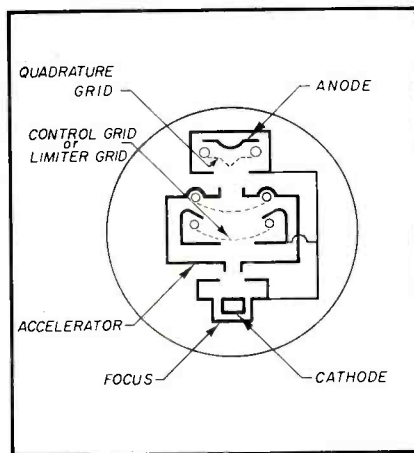 QUADRATURE
GRID
ANODE
CONTROL GRID
or
LIMITER GRID
ACCELERATOR
FOCUS
CATHODE